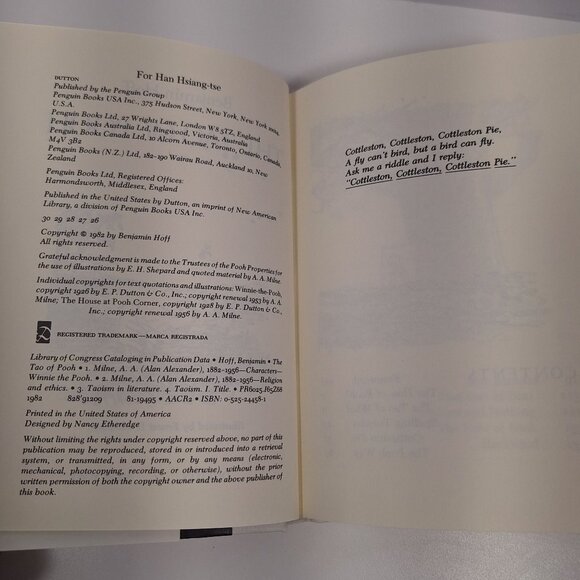 For Han Hsiang-tse
DUTTON
Published by the Penguin Group
Penguin Books USA Inc., 375 Hudson Street, New York, New York 10014,
U.S.A.
Penguin Books Ltd, 27 Wrights Lane, London W8 5TZ, England
Penguin Books Australia Ltd, Ringwood, Victoria, Australia
Penguin Books Canada Ltd, 10 Alcorn Avenue, Toronto, Ontario, Canada,
M4V 3B2
Penguin Books (N.Z.) Ltd, 182-190 Wairau Road, Auckland 10, New
Zealand
Penguin Books Ltd, Registered Offices:
Harmondsworth, Middlesex, England
Published in the United States by Dutton, an imprint of New American
Library, a division of Penguin Books USA Inc.
30 29 28 27 26
Copyright © 1982 by Benjamin Hoff
All rights reserved.
Grateful acknowledgment is made to the Trustees of the Pooh Properties for
the use of illustrations by E. H. Shepard and quoted material by A. A. Milne.
Individual copyrights for text quotations and illustrations: Winnie-the-Pooh,
copyright 1926 by E. P. Dutton & Co., Inc.; copyright renewal 1953 by A. A.
Milne; The House at Pooh Corner, copyright 1928 by E. P. Dutton & Co.,
Inc.; copyright renewal 1956 by A. A. Milne.
REGISTERED TRADEMARK—MARCA REGISTRADA
Library of Congress Cataloging in Publication Data • Hoff, Benjamin • The
Tao of Pooh • 1. Milne, A. A. (Alan Alexander), 1882-1956—Characters—
Winnie the Pooh. • 2. Milne, A. A. (Alan Alexander), 1882-1956—Religion
and ethics. • 3. Taoism in literature. 4. Taoism. I. Title. • PR6025.I65Z68
1982 828'.91209 81-19495 • AACR2 • ISBN: 0-525-24458-1
Printed in the United States of America
Designed by Nancy Etheredge
Without limiting the rights under copyright reserved above, no part of this
publication may be reproduced, stored in or introduced into a retrieval
system, or transmitted, in any form, or by any means (electronic,
mechanical, photocopying, recording, or otherwise), without the prior
written permission of both the copyright owner and the above publisher of
this book.
Cottleston, Cottleston, Cottleston Pie,
A fly can't bird, but a bird can fly.
Ask me a riddle and I reply:
"Cottleston, Cottleston, Cottleston Pie."